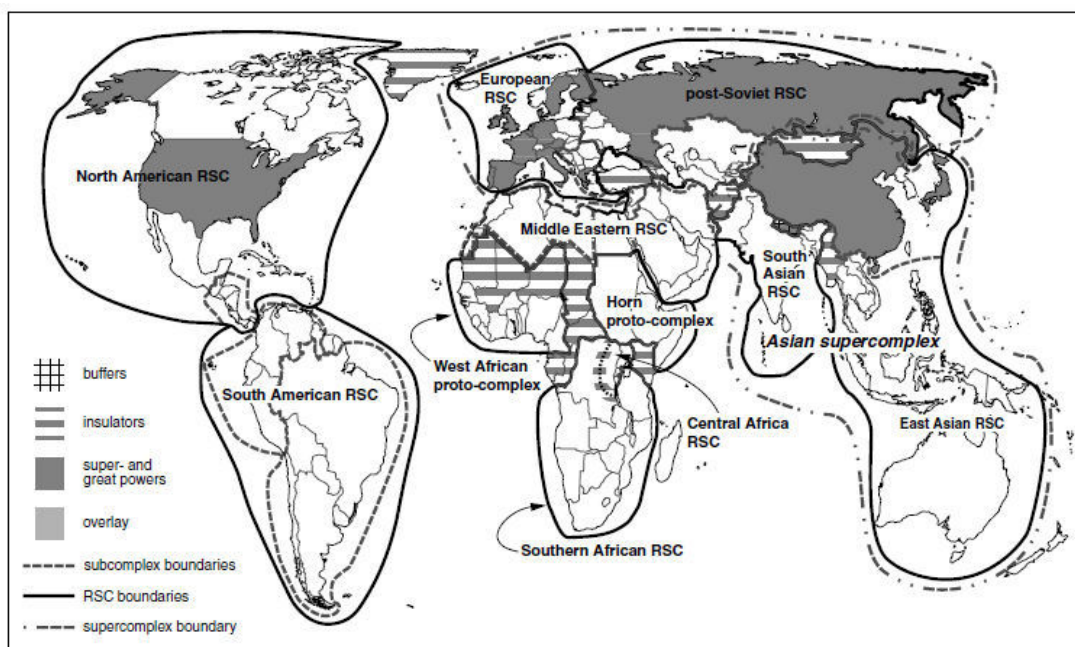 European
RSC
post-Soviet RSC
North American RSC
Middle Eastern RSC
South
Asian
RSC
Horn
proto-complex
Asian supercomplex
West African
proto-complex
South American RSC
Central Africa
RSC
East Asian RSC
Southern African RSC
buffers
insulators
super- and
great powers
overlay
subcomplex boundaries
RSC boundaries
supercomplex boundary